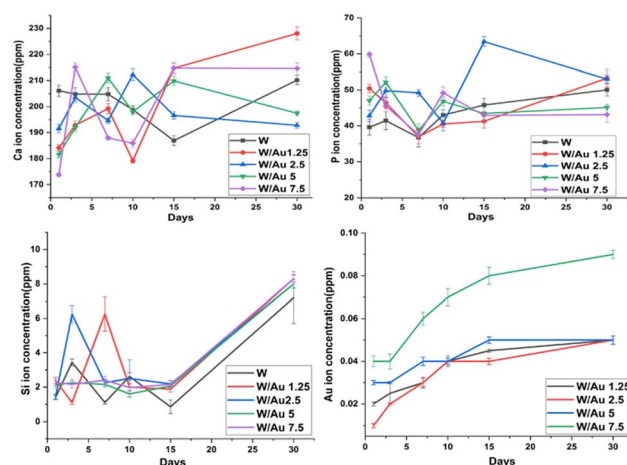 Ca ion concentration(ppm)
230
220
210
200
190
180
170
0
5
10
15
20
25
30
Days
W
W/Au1.25
W/Au 2.5
W/Au 5
W/Au 7.5
P ion concentration(ppm)
60
50
40
30
20
0
5
10
15
20
25
30
Days
W
W/Au 1.25
W/Au 2.5
W/Au 5
W/Au 7.5
Si ion concentration(ppm)
8
6
4
2
0
0
5
10
15
20
25
30
Days
W
W/Au 1.25
W/Au2.5
W/Au 5
W/Au 7.5
Au ion concentration(ppm)
0.10
0.08
0.06
0.04
0.02
0
5
10
15
20
25
30
Days
W/Au 1.25
W/Au 2.5
W/Au 5
W/Au 7.5